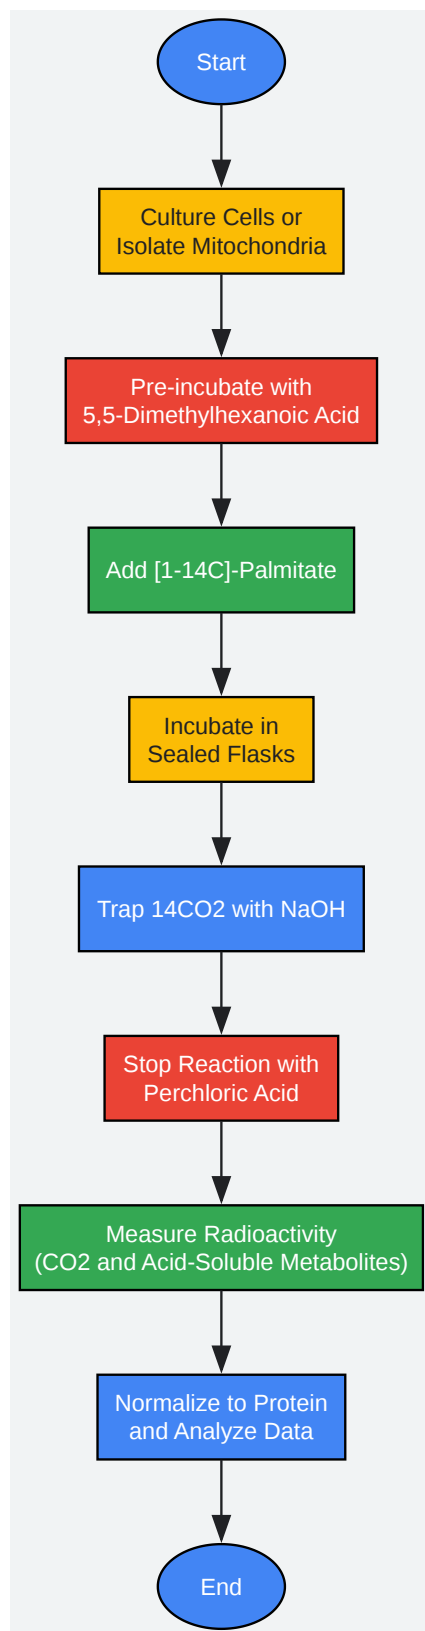 Start
Culture Cells or
Isolate Mitochondria
Pre-incubate with
5,5-Dimethylhexanoic Acid
Add [1-14C]-Palmitate
Incubate in
Sealed Flasks
Trap 14CO2 with NaOH
Stop Reaction with
Perchloric Acid
Measure Radioactivity
(CO2 and Acid-Soluble Metabolites)
Normalize to Protein
and Analyze Data
End